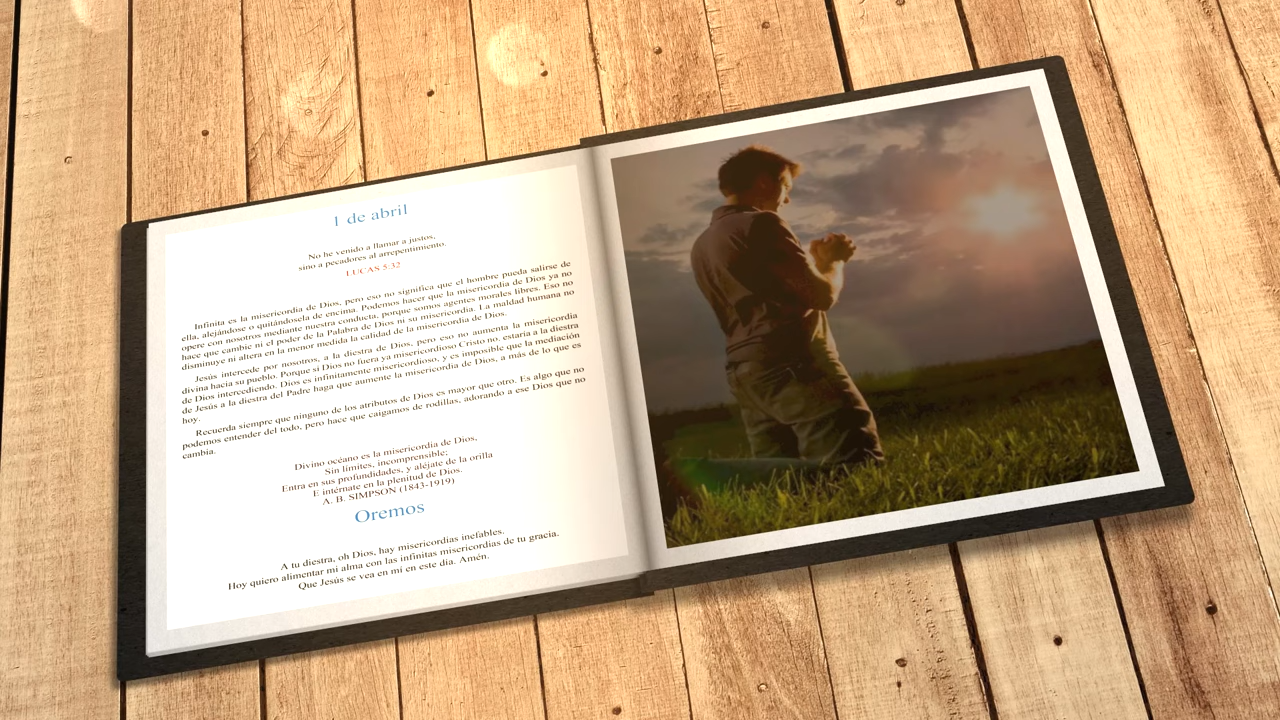 1 de abril
No he venido a llamar a justos,
sino a pecadores al arrepentimiento.
LUCAS 5:32
Infinita es la misericordia de Dios, pero eso no significa que el hombre pueda salirse de
ella, alejándose o quitándosela de encima. Podemos hacer que la misericordia de Dios ya no
opere con nosotros mediante nuestra conducta, porque somos agentes morales libres. Eso no
hace que cambie ni el poder de la Palabra de Dios ni su misericordia. La maldad humana no
disminuye ni altera en la menor medida la calidad de la misericordia de Dios.
Jesús intercede por nosotros, a la diestra de Dios, pero eso no aumenta la misericordia
divina hacia su pueblo. Porque si Dios no fuera ya misericordioso Cristo no. estaría a la diestra
de Dios intercediendo. Dios es infinitamente misericordioso, y es imposible que la mediación
de Jesús a la diestra del Padre haga que aumente la misericordia de Dios, a más de lo que es
hoy.
Recuerda siempre que ninguno de los atributos de Dios es mayor que otro. Es algo que no
podemos entender del todo, pero hace que caigamos de rodillas, adorando a ese Dios que no
cambia.
Divino océano es la misericordia de Dios,
Sin límites, incomprensible;
Entra en sus profundidades, y aléjate de la orilla
E intérnate en la plenitud de Dios.
A. B. SIMPSON (1843-1919)
Oremos
A tu diestra, oh Dios, hay misericordias inefables.
Hoy quiero alimentar mi alma con las infinitas misericordias de tu gracia.
Que Jesús se vea en mí en este día. Amén.